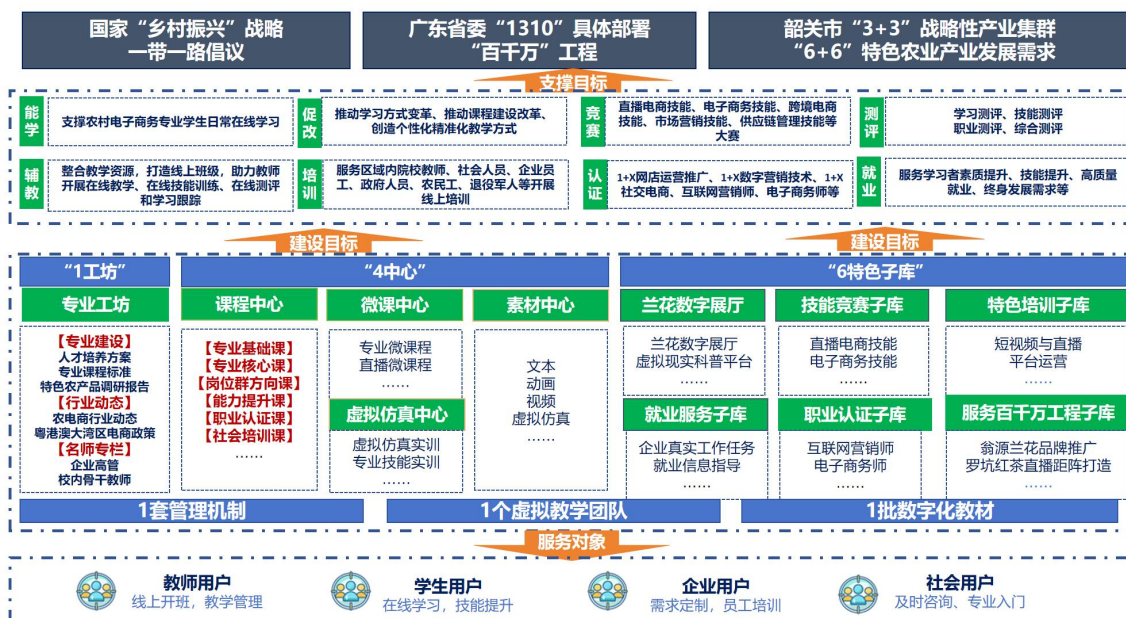 国家“乡村振兴”战略
一带一路倡议
广东省委“1310”具体部署
“百千万”工程
韶关市“3+3”战略性产业集群
“6+6”特色农业产业发展需求
支撑目标
能学
支撑农村电子商务专业学生日常在线学习
促改
推动学习方式变革、推动课程建设改革、
创造个性化精准化教学方式
竞赛
直播电商技能、电子商务技能、跨境电商
技能、市场营销技能、供应链管理技能等
大赛
测评
学习测评、技能测评
职业测评、综合测评
辅教
整合教学资源，打造线上班级，助力教师
开展在线教学、在线技能训练、在线测评
和学习跟踪
培训
服务区域内院校教师、社会人员、企业员
工、政府人员、农民工、退役军人等开展
线上培训
认证
1+X网店运营推广、1+X数字营销技术、1+X
社交电商、互联网营销师、电子商务师等
就业
服务学习者素质提升、技能提升、高质量
就业、终身发展需求等
建设目标
建设目标
“1工坊”
“4中心”
“6特色子库”
专业工坊
【专业建设】
人才培养方案
专业课程标准
特色农产品调研报告
【行业动态】
农电商行业动态
粤港澳大湾区电商政策
【名师专栏】
企业高管
校内骨干教师
课程中心
【专业基础课】
【专业核心课】
【岗位群方向课】
【能力提升课】
【职业认证课】
【社会培训课】
……
微课中心
专业微课程
直播微课程
……
虚拟仿真中心
虚拟仿真实训
专业技能实训
……
素材中心
文本
动画
视频
虚拟仿真
……
兰花数字展厅
兰花数字展厅
虚拟现实科普平台
……
技能竞赛子库
直播电商技能
电子商务技能
……
特色培训子库
短视频与直播
平台运营
……
就业服务子库
企业真实工作任务
就业信息指导
……
职业认证子库
互联网营销师
电子商务师
……
服务百千万工程子库
翁源兰花品牌推广
罗坑红茶直播距阵打造
……
1套管理机制
1个虚拟教学团队
1批数字化教材
服务对象
教师用户
线上开班，教学管理
学生用户
在线学习，技能提升
企业用户
需求定制，员工培训
社会用户
及时咨询、专业入门